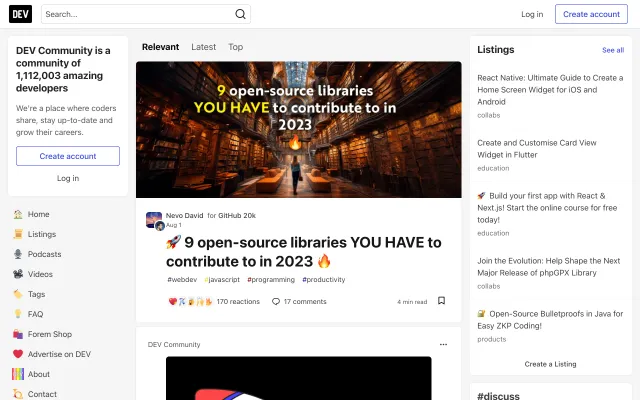 DEV
Search...
Log in
Create account
DEV Community is a
community of
1,112,003 amazing
developers
We're a place where coders
share, stay up-to-date and
grow their careers.
Create account
Log in
Home
Listings
Podcasts
Videos
Tags
FAQ
Forem Shop
Advertise on DEV
About
Contact
Relevant
Latest
Top
9 open-source libraries
YOU HAVE to contribute to in
2023
Nevo David for GitHub 20k
Aug 1
🚀 9 open-source libraries YOU HAVE to
contribute to in 2023 🔥
#webdev #javascript #programming #productivity
170 reactions
17 comments
4 min read
DEV Community
Listings
See all
React Native: Ultimate Guide to Create a
Home Screen Widget for iOS and
Android
collabs
Create and Customise Card View
Widget in Flutter
education
🚀 Build your first app with React &
Next.js! Start the online course for free
today!
education
Join the Evolution: Help Shape the Next
Major Release of phpGPX Library
collabs
🔐 Open-Source Bulletproofs in Java for
Easy ZKP Coding!
products
Create a Listing
#discuss